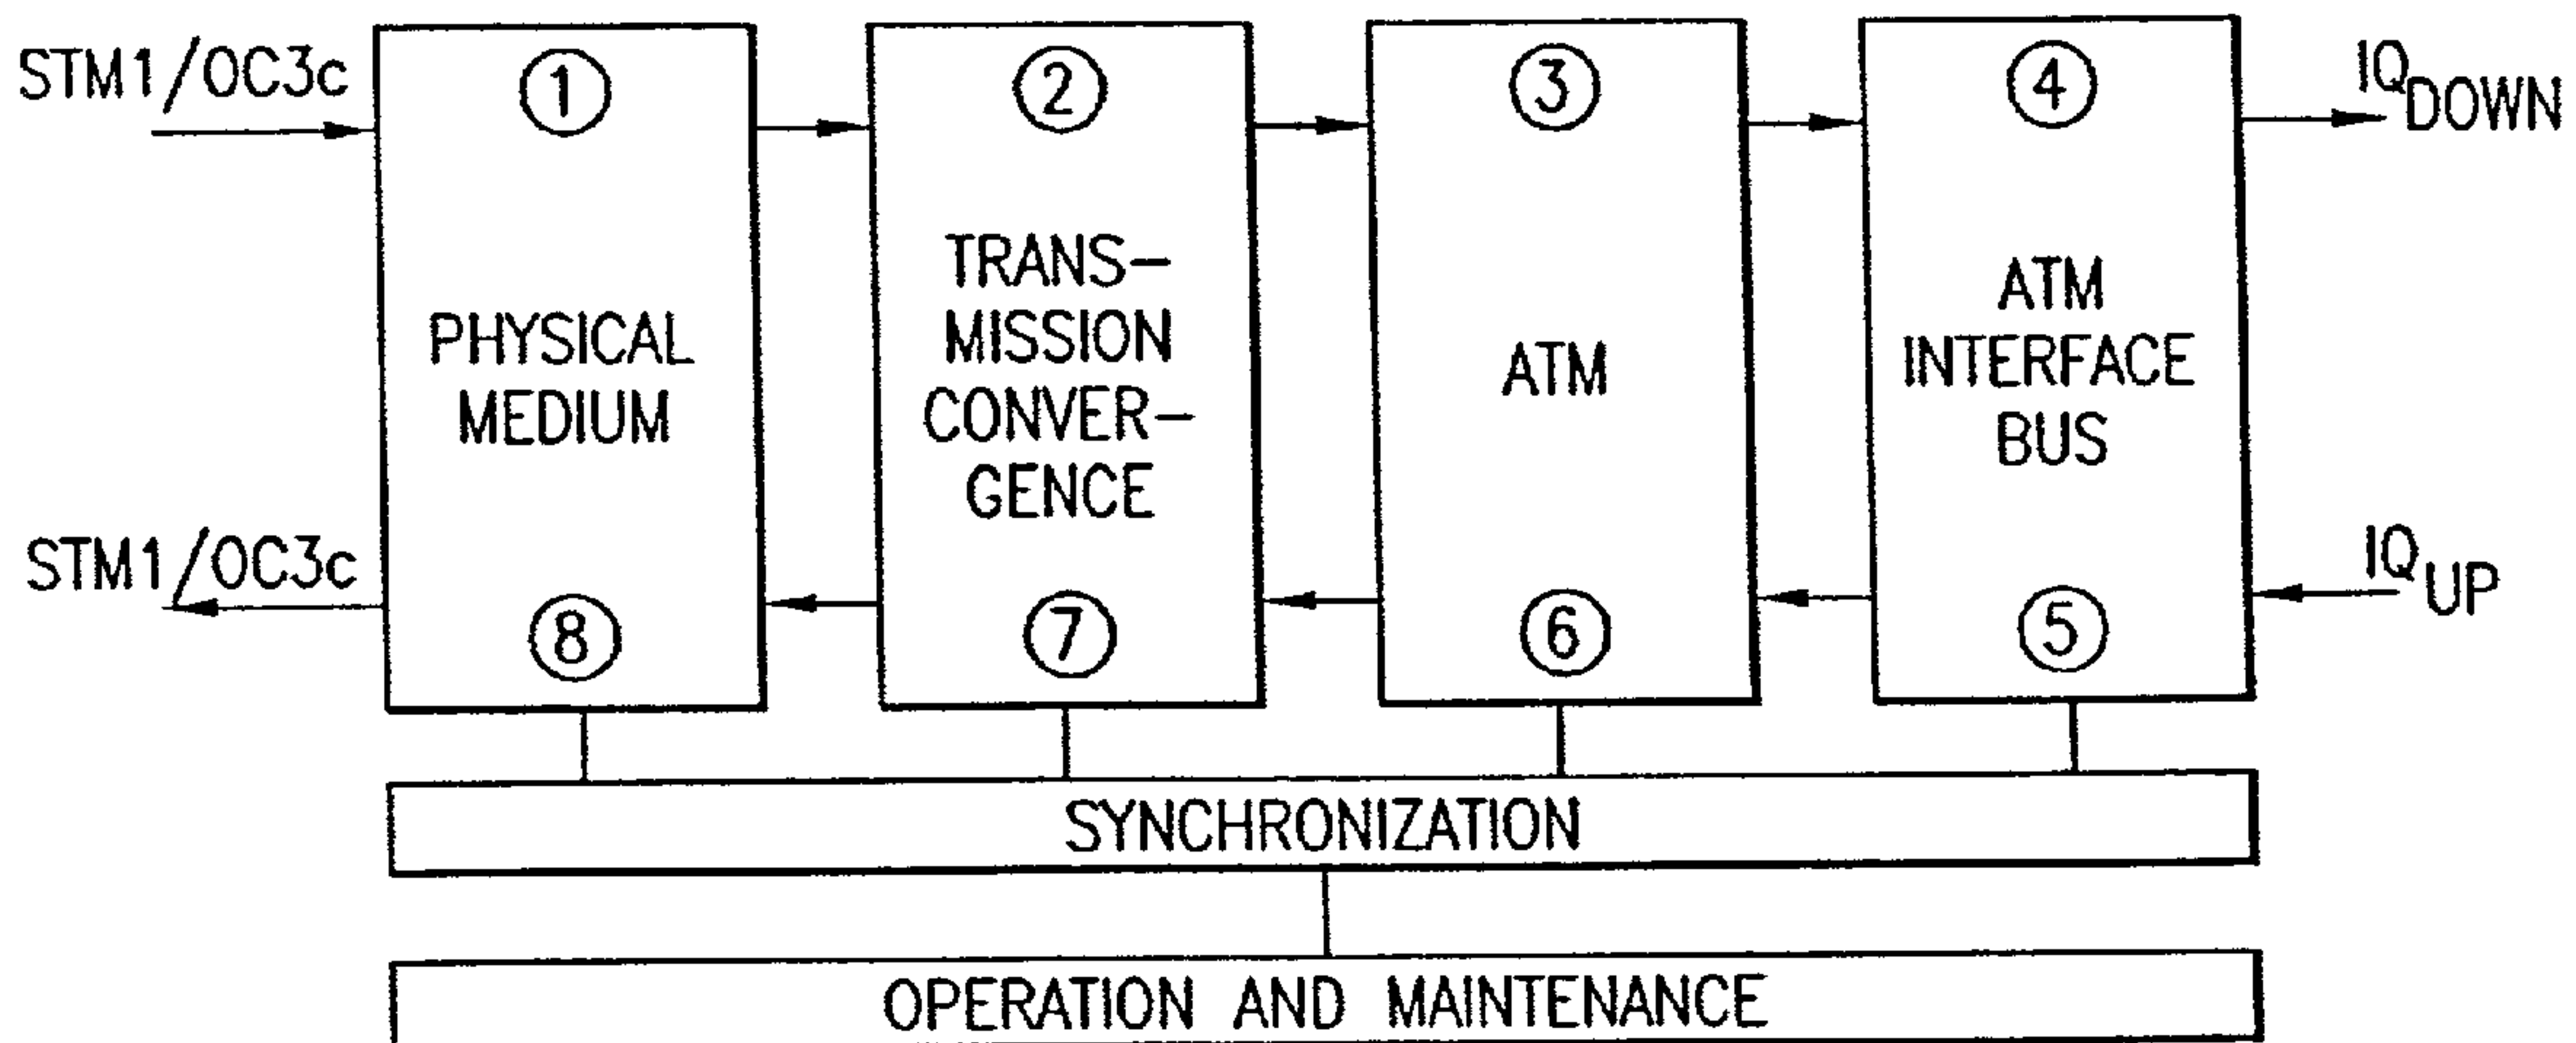 STM1/OC3c
1
2
3
4
IQDOWN
PHYSICAL
MEDIUM
TRANS-
MISSION
CONVER-
GENCE
ATM
ATM
INTERFACE
BUS
STM1/OC3c
8
7
6
5
IQUP
SYNCHRONIZATION
OPERATION AND MAINTENANCE